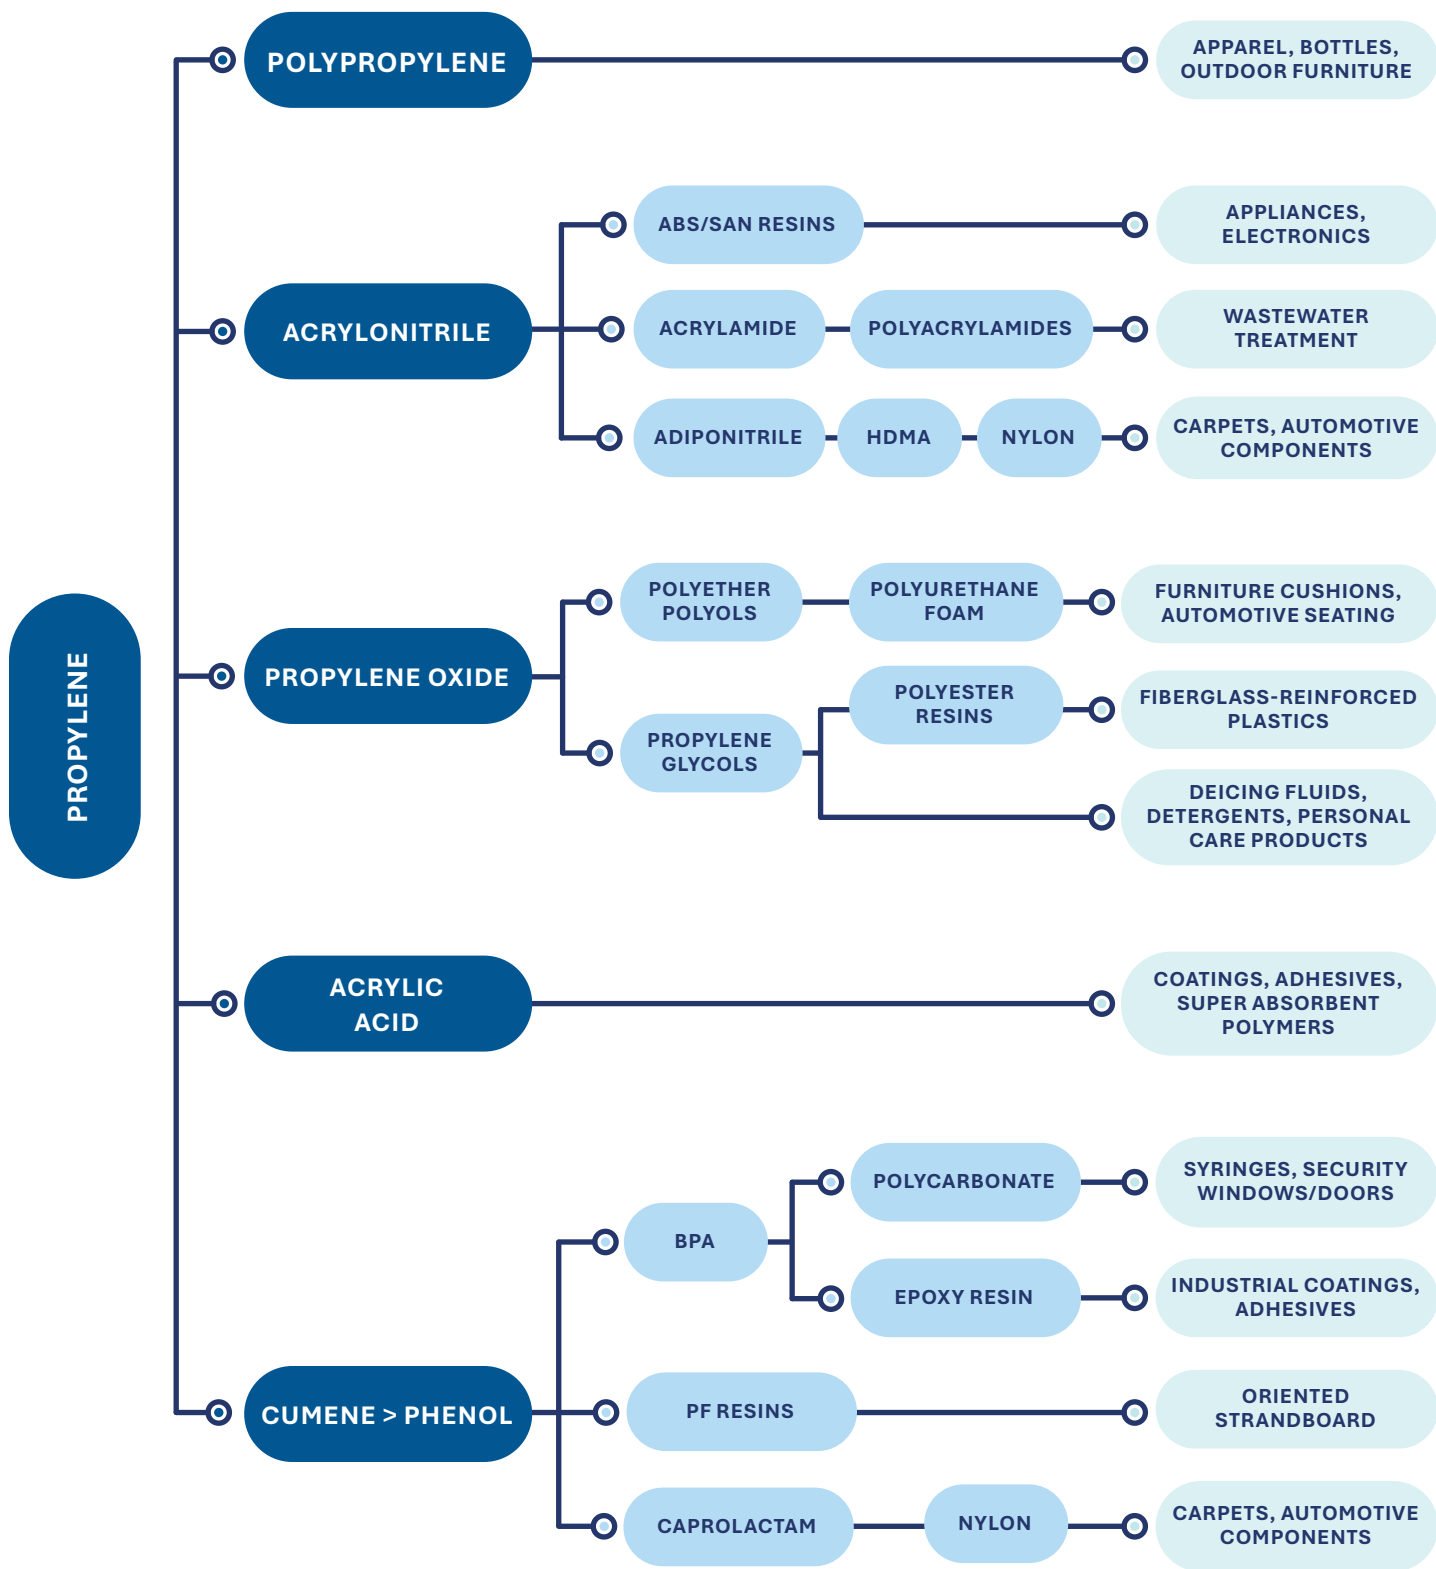 PROPYLENE
POLYPROPYLENE
APPAREL, BOTTLES,
OUTDOOR FURNITURE
ACRYLONITRILE
ABS/SAN RESINS
APPLIANCES,
ELECTRONICS
ACRYLAMIDE
POLYACRYLAMIDES
WASTEWATER
TREATMENT
ADIPONITRILE
HDMA
NYLON
CARPETS, AUTOMOTIVE
COMPONENTS
PROPYLENE OXIDE
POLYETHER
POLYOLS
POLYURETHANE
FOAM
FURNITURE CUSHIONS,
AUTOMOTIVE SEATING
PROPYLENE
GLYCOLS
POLYESTER
RESINS
FIBERGLASS-REINFORCED
PLASTICS
DEICING FLUIDS,
DETERGENTS, PERSONAL
CARE PRODUCTS
ACRYLIC
ACID
COATINGS, ADHESIVES,
SUPER ABSORBENT
POLYMERS
CUMENE > PHENOL
BPA
POLYCARBONATE
SYRINGES, SECURITY
WINDOWS/DOORS
EPOXY RESIN
INDUSTRIAL COATINGS,
ADHESIVES
PF RESINS
ORIENTED
STRANDBOARD
CAPROLACTAM
NYLON
CARPETS, AUTOMOTIVE
COMPONENTS